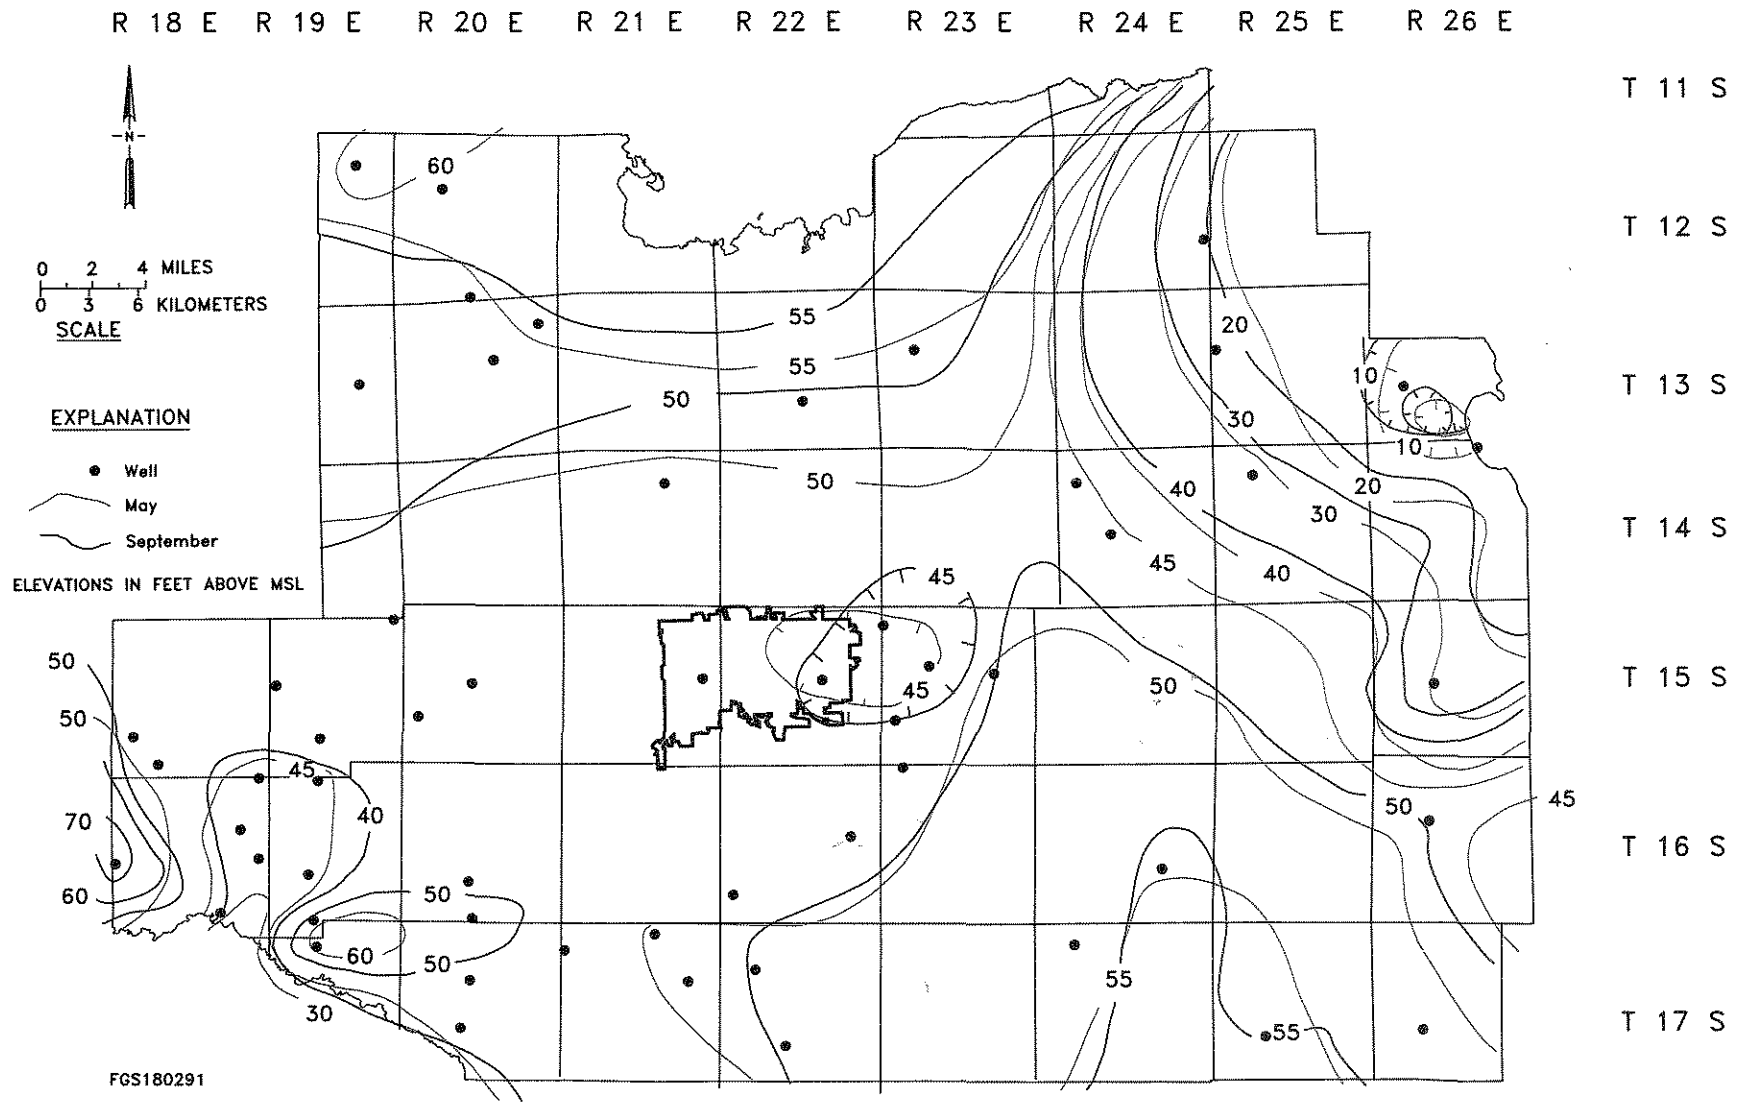 R 18 E R 19 E R 20 E R 21 E R 22 E R 23 E R 24 E R 25 E R 26 E
T 11 S
N
60
T 12 S
0 2 4 MILES
0 3 6 KILOMETERS
SCALE
55
20
55
10
T 13 S
50
EXPLANATION
30
10
Well
50
40
20
May
30
T 14 S
September
45
40
45
ELEVATIONS IN FEET ABOVE MSL
50
T 15 S
50
45
50
45
50
45
70
40
T 16 S
60
50
60
50
55
30
55
T 17 S
FGS180291